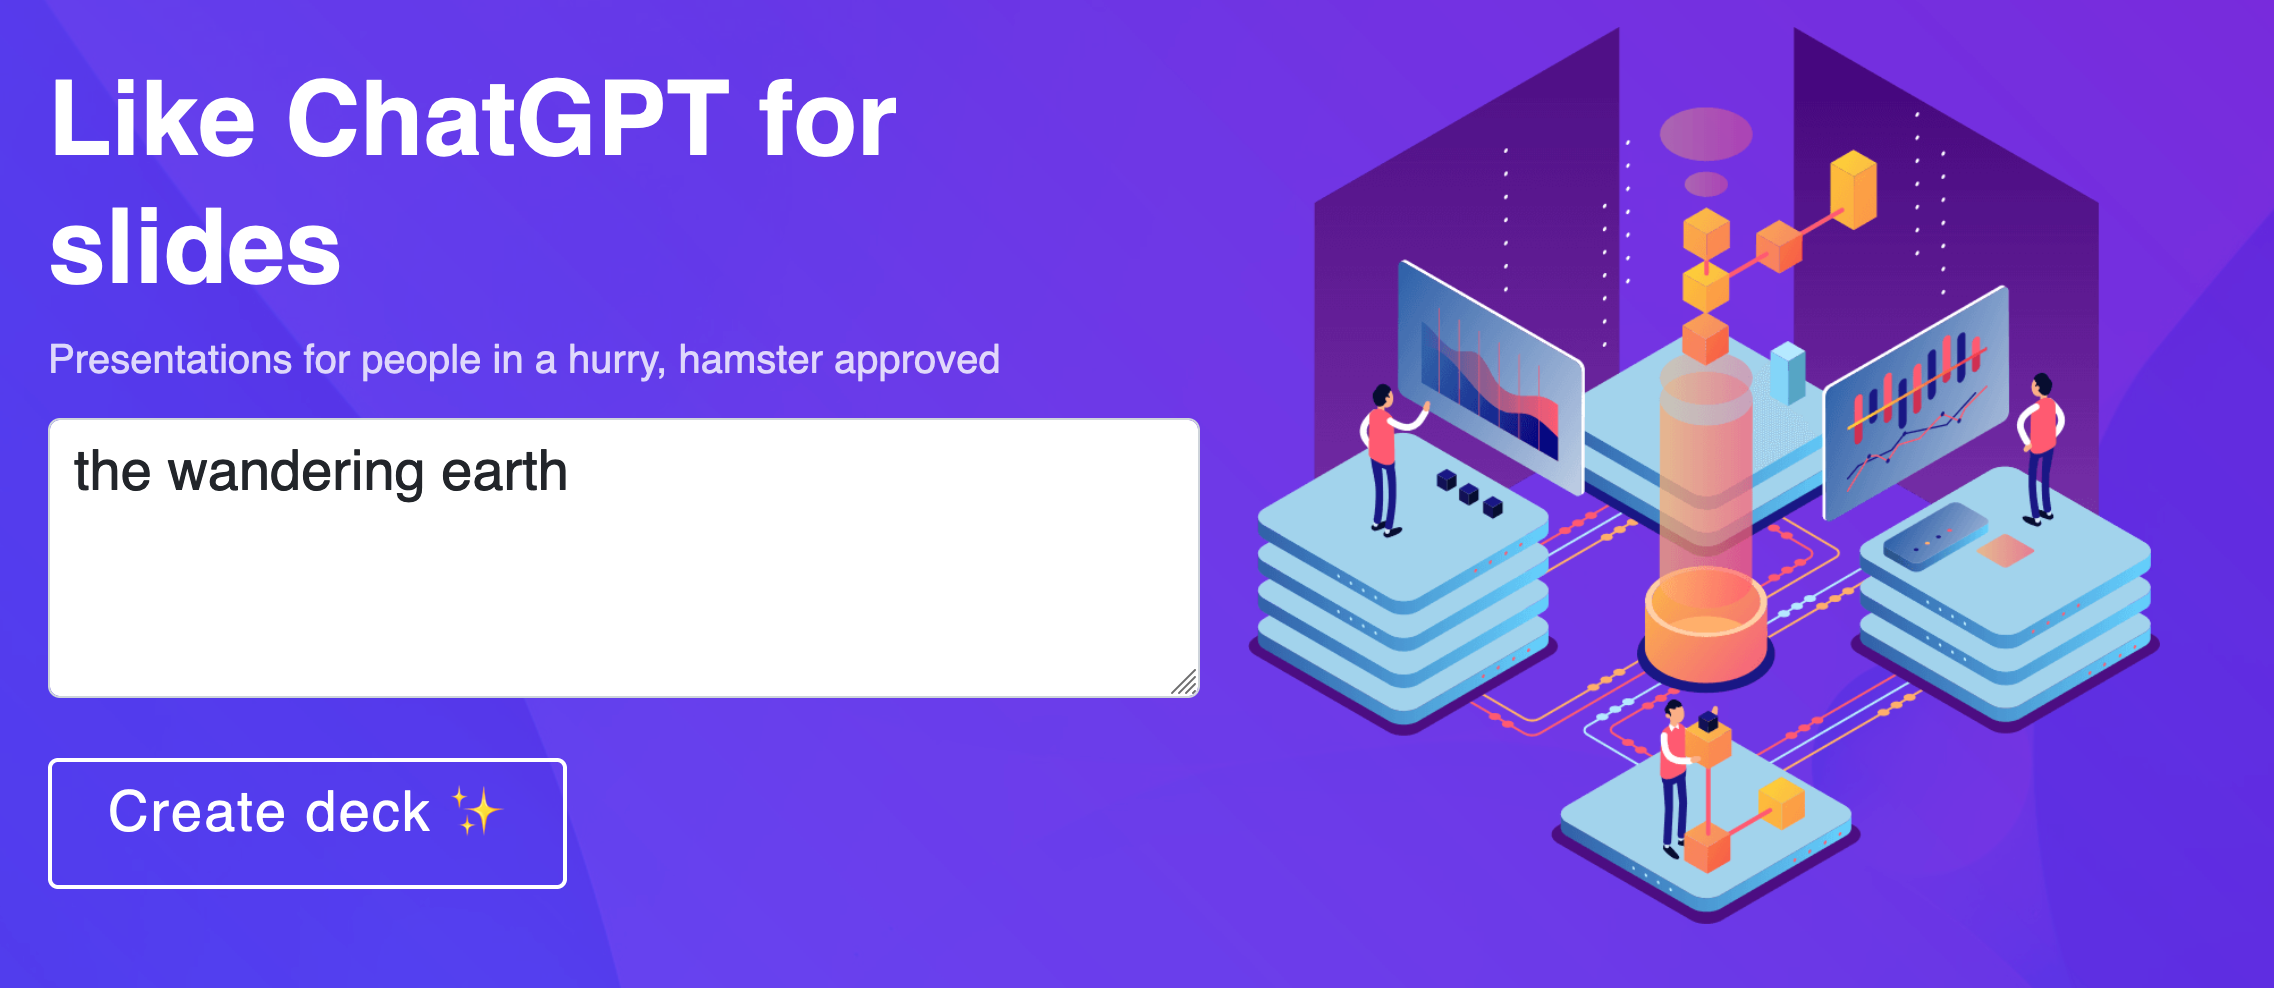 Like ChatGPT for
slides
Presentations for people in a hurry, hamster approved
the wandering earth
Create deck ✨